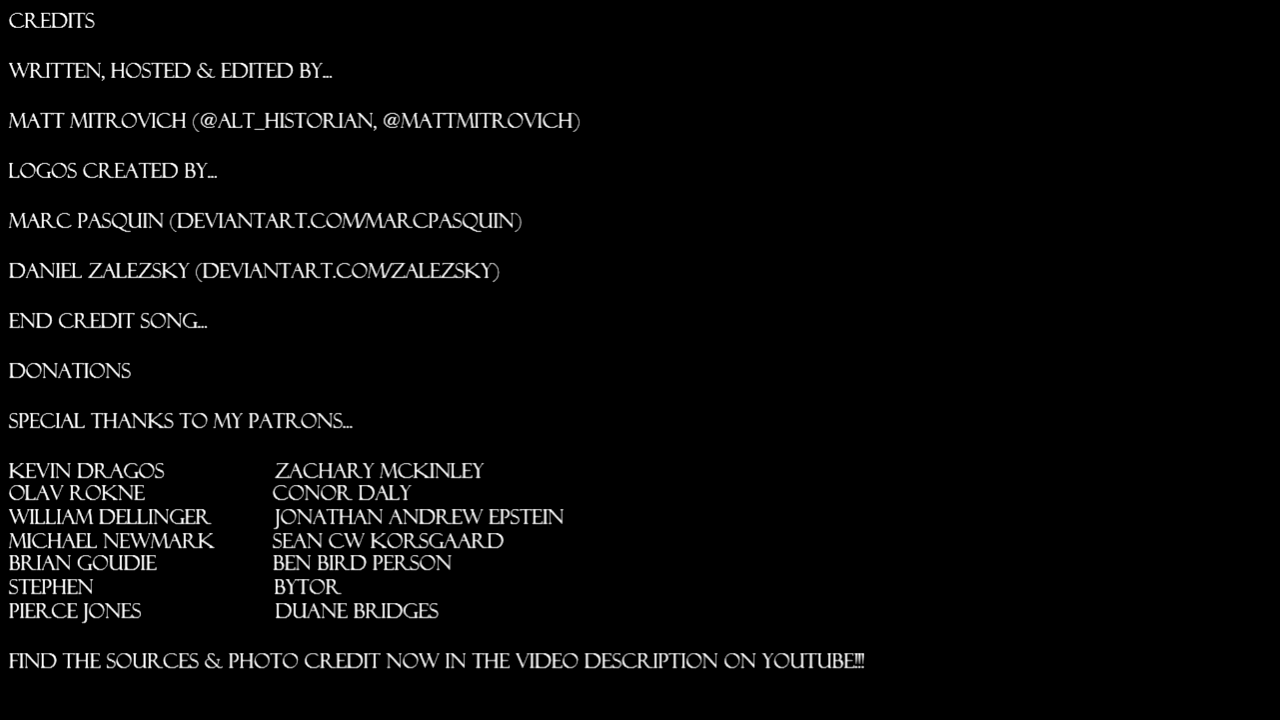 CREDITS
WRITTEN, HOSTED & EDITED BY...
MATT MITROVICH (@ALT_HISTORIAN, @MATTMITROVICH)
LOGOS CREATED BY...
MARC PASQUIN (DEVIANTART.COM/MARCPASQUIN)
DANIEL ZALEZSKY (DEVIANTART.COM/ZALEZSKY)
END CREDIT SONG...
DONATIONS
SPECIAL THANKS TO MY PATRONS...
KEVIN DRAGOS ZACHARY MCKINLEY
OLAV ROKNE CONOR DALY
WILLIAM DELLINGER JONATHAN ANDREW EPSTEIN
MICHAEL NEWMARK SEAN CW KORSGAARD
BRIAN GOUDIE BEN BIRD PERSON
STEPHEN BYTOR
PIERCE JONES DUANE BRIDGES
FIND THE SOURCES & PHOTO CREDIT NOW IN THE VIDEO DESCRIPTION ON YOUTUBE!!!